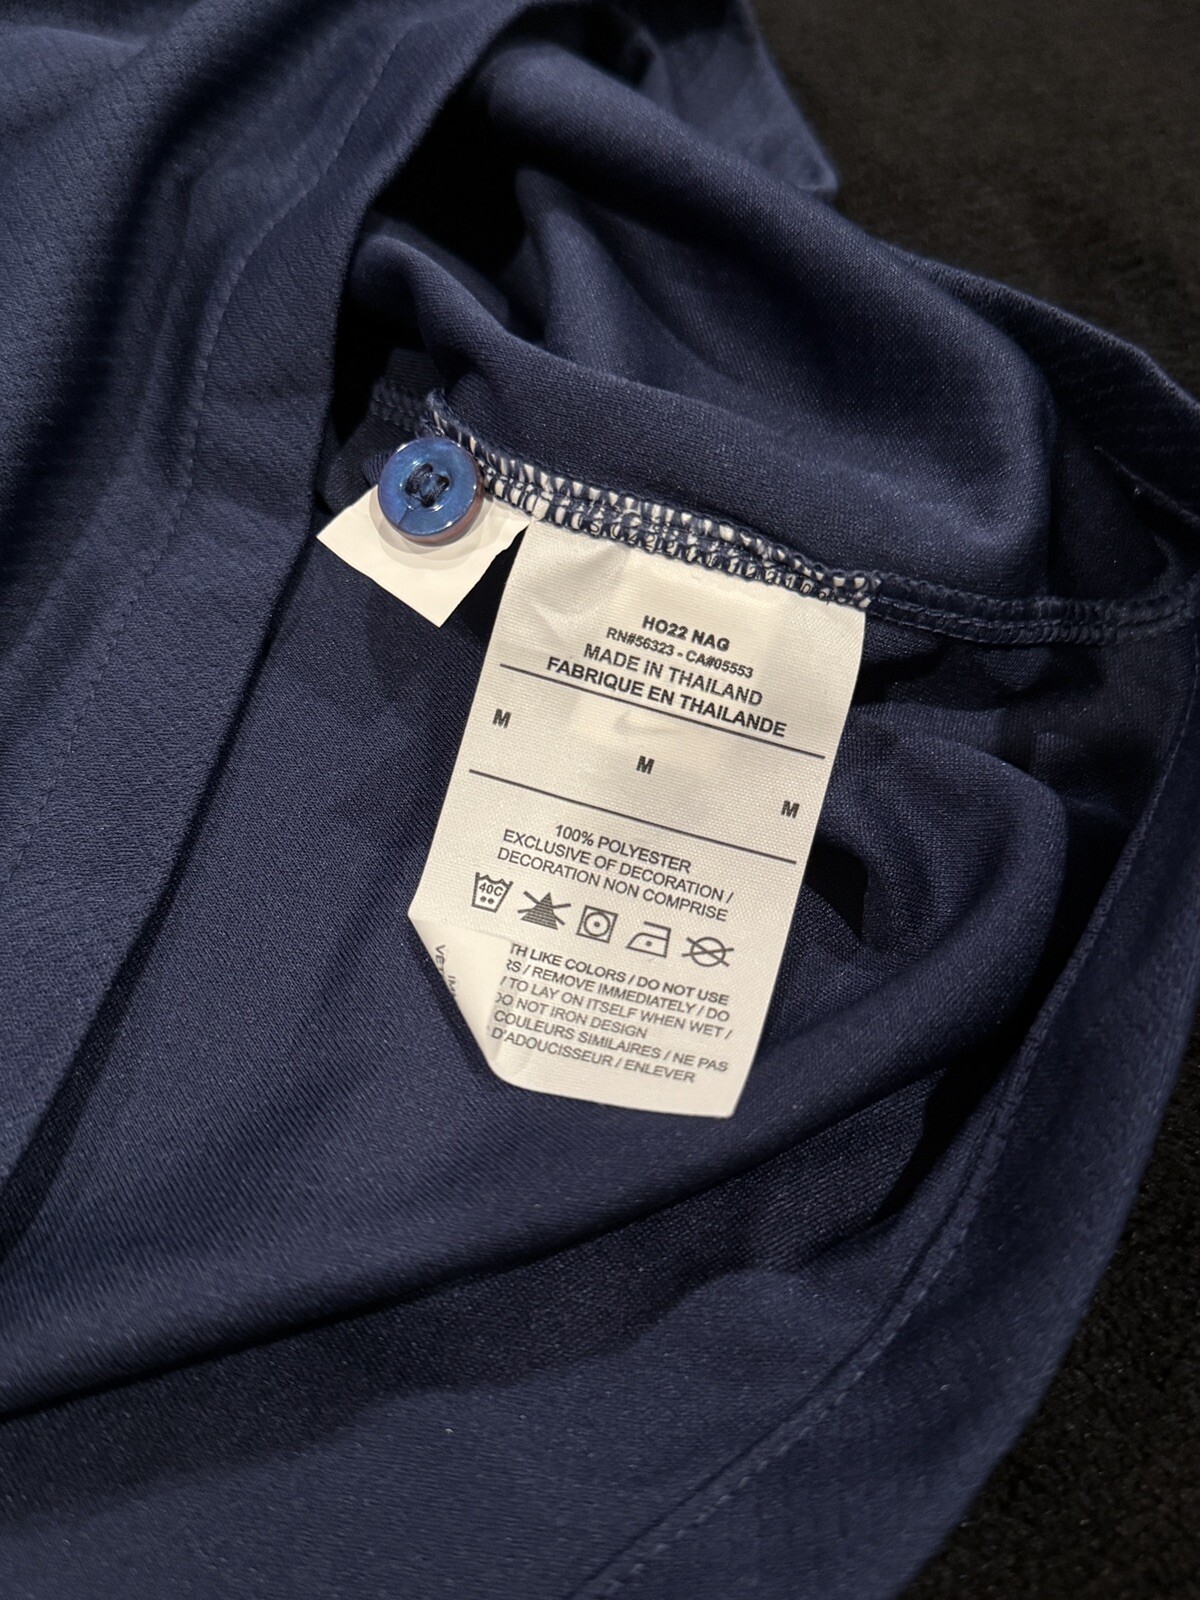 HO22 NAG
RN#56323 - CA#05553
MADE IN THAILAND
FABRIQUE EN THAILANDE
M
M
M
100% POLYESTER
EXCLUSIVE OF DECORATION /
DECORATION NON COMPRISE
40C
TH LIKE COLORS / DO NOT USE
RS / REMOVE IMMEDIATELY / DO
/ TO LAY ON ITSELF WHEN WET /
DO NOT IRON DESIGN
COULEURS SIMILAIRES / NE PAS
D'ADOUCISSEUR / ENLEVER